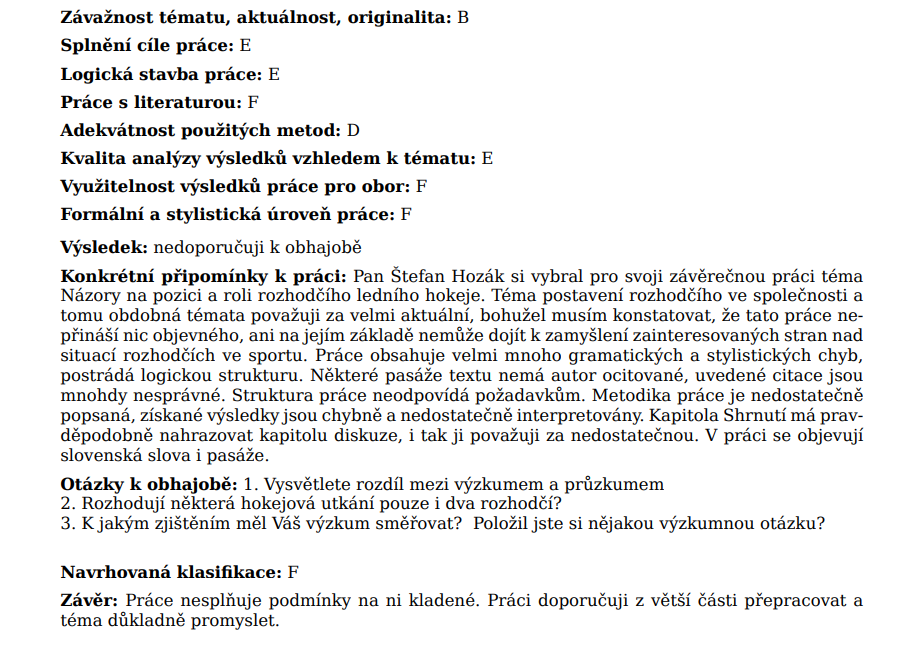 Závažnost tématu, aktuálnost, originalita: B
Splnění cíle práce: E
Logická stavba práce: E
Práce s literaturou: F
Adekvátnost použitých metod: D
Kvalita analýzy výsledků vzhledem k tématu: E
Využitelnost výsledků práce pro obor: F
Formální a stylistická úroveň práce: F
Výsledek: nedoporučuji k obhajobě
Konkrétní připomínky k práci: Pan Štefan Hozák si vybral pro svoji závěrečnou práci téma
Názory na pozici a roli rozhodčího ledního hokeje. Téma postavení rozhodčího ve společnosti a
tomu obdobná témata považuji za velmi aktuální, bohužel musím konstatovat, že tato práce ne-
přináší nic objevného, ani na jejím základě nemůže dojít k zamyšlení zainteresovaných stran nad
situací rozhodčích ve sportu. Práce obsahuje velmi mnoho gramatických a stylistických chyb,
postrádá logickou strukturu. Některé pasáže textu nemá autor ocitované, uvedené citace jsou
mnohdy nesprávné. Struktura práce neodpovídá požadavkům. Metodika práce je nedostatečně
popsaná, získané výsledky jsou chybně a nedostatečně interpretovány. Kapitola Shrnutí má prav-
děpodobně nahrazovat kapitolu diskuze, i tak ji považuji za nedostatečnou. V práci se objevují
slovenská slova i pasáže.
Otázky k obhajobě: 1. Vysvětlete rozdíl mezi výzkumem a průzkumem
2. Rozhodují některá hokejová utkání pouze i dva rozhodčí?
3. K jakým zjištěním měl Váš výzkum směřovat? Položil jste si nějakou výzkumnou otázku?
Navrhovaná klasifikace: F
Závěr: Práce nesplňuje podmínky na ni kladené. Práci doporučuji z větší části přepracovat a
téma důkladně promyslet.